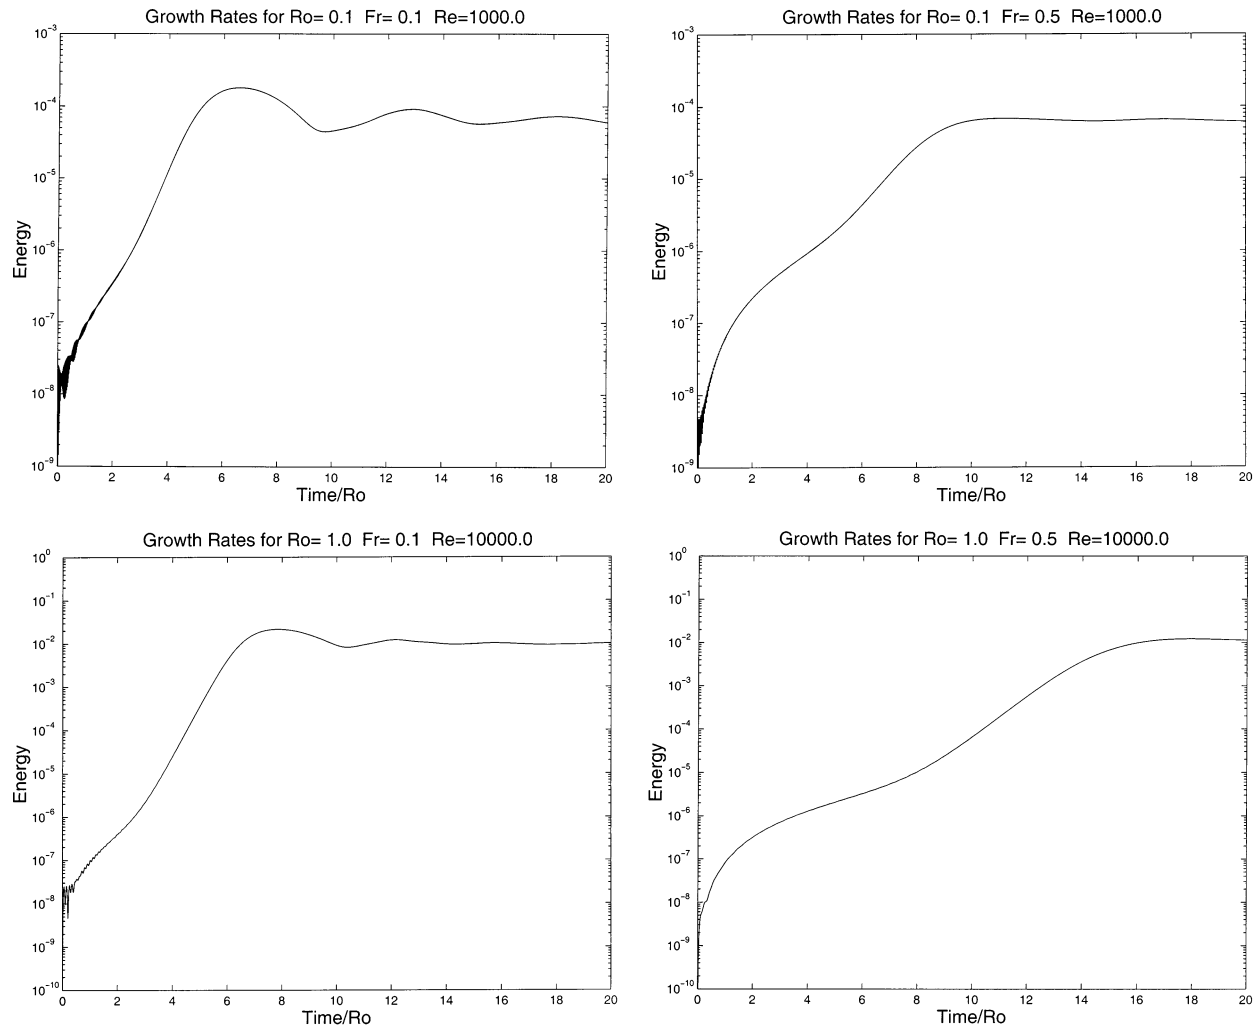 Growth Rates for Ro= 0.1 Fr= 0.1 Re=1000.0
10^-3
10^-4
10^-5
10^-6
10^-7
10^-8
10^-9
Energy
0 2 4 6 8 10 12 14 16 18 20
Time/Ro
Growth Rates for Ro= 0.1 Fr= 0.5 Re=1000.0
10^-3
10^-4
10^-5
10^-6
10^-7
10^-8
10^-9
Energy
0 2 4 6 8 10 12 14 16 18 20
Time/Ro
Growth Rates for Ro= 1.0 Fr= 0.1 Re=10000.0
10^0
10^-1
10^-2
10^-3
10^-4
10^-5
10^-6
10^-7
10^-8
10^-9
10^-10
Energy
0 2 4 6 8 10 12 14 16 18 20
Time/Ro
Growth Rates for Ro= 1.0 Fr= 0.5 Re=10000.0
10^0
10^-1
10^-2
10^-3
10^-4
10^-5
10^-6
10^-7
10^-8
10^-9
10^-10
Energy
0 2 4 6 8 10 12 14 16 18 20
Time/Ro